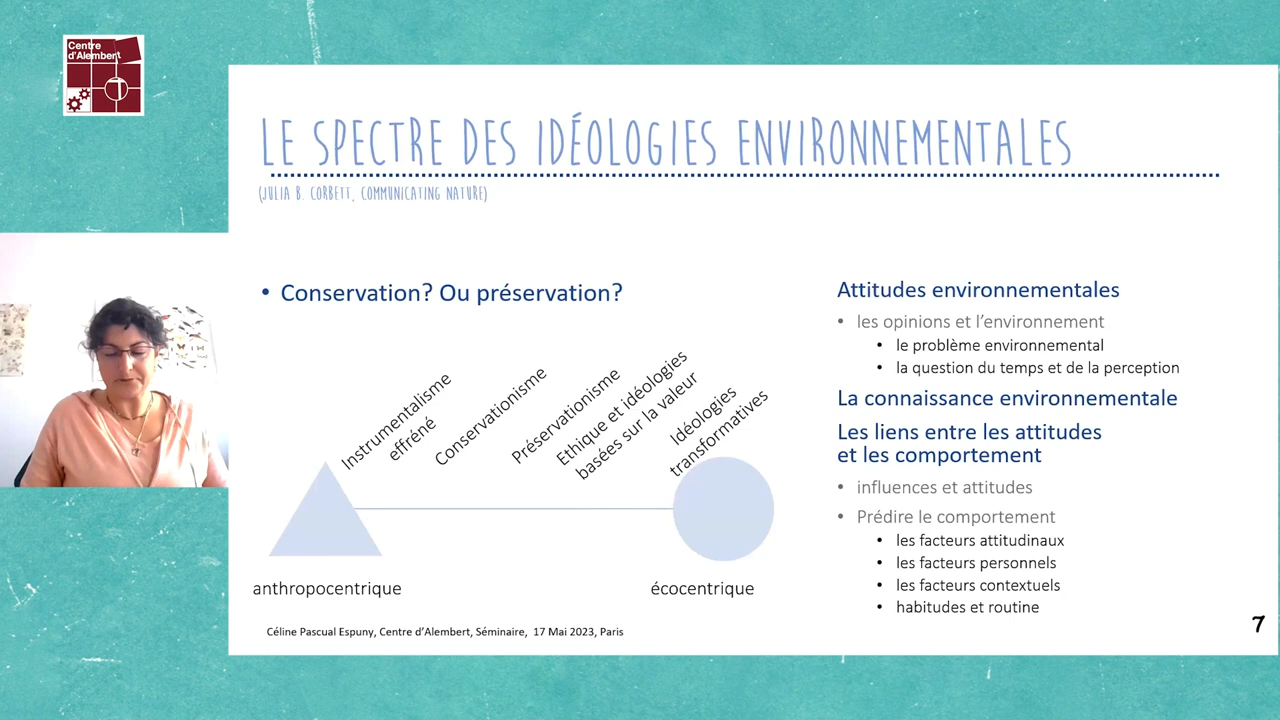 Centre
d'Alembert
LE SPECTRE DES IDÉOLOGIES ENVIRONNEMENTALES
(JULIA B. CORBETT, COMMUNICATING NATURE)
• Conservation? Ou préservation?
Instrumentalisme
effréné
Conservationisme
Préservationisme
Ethique et idéologies
basées sur la valeur
Idéologies
transformatives
anthropocentrique
écocentrique
Attitudes environnementales
• les opinions et l'environnement
• le problème environnemental
• la question du temps et de la perception
La connaissance environnementale
Les liens entre les attitudes
et les comportement
• influences et attitudes
• Prédire le comportement
• les facteurs attitudinaux
• les facteurs personnels
• les facteurs contextuels
• habitudes et routine
Céline Pascual Espuny, Centre d'Alembert, Séminaire, 17 Mai 2023, Paris
7